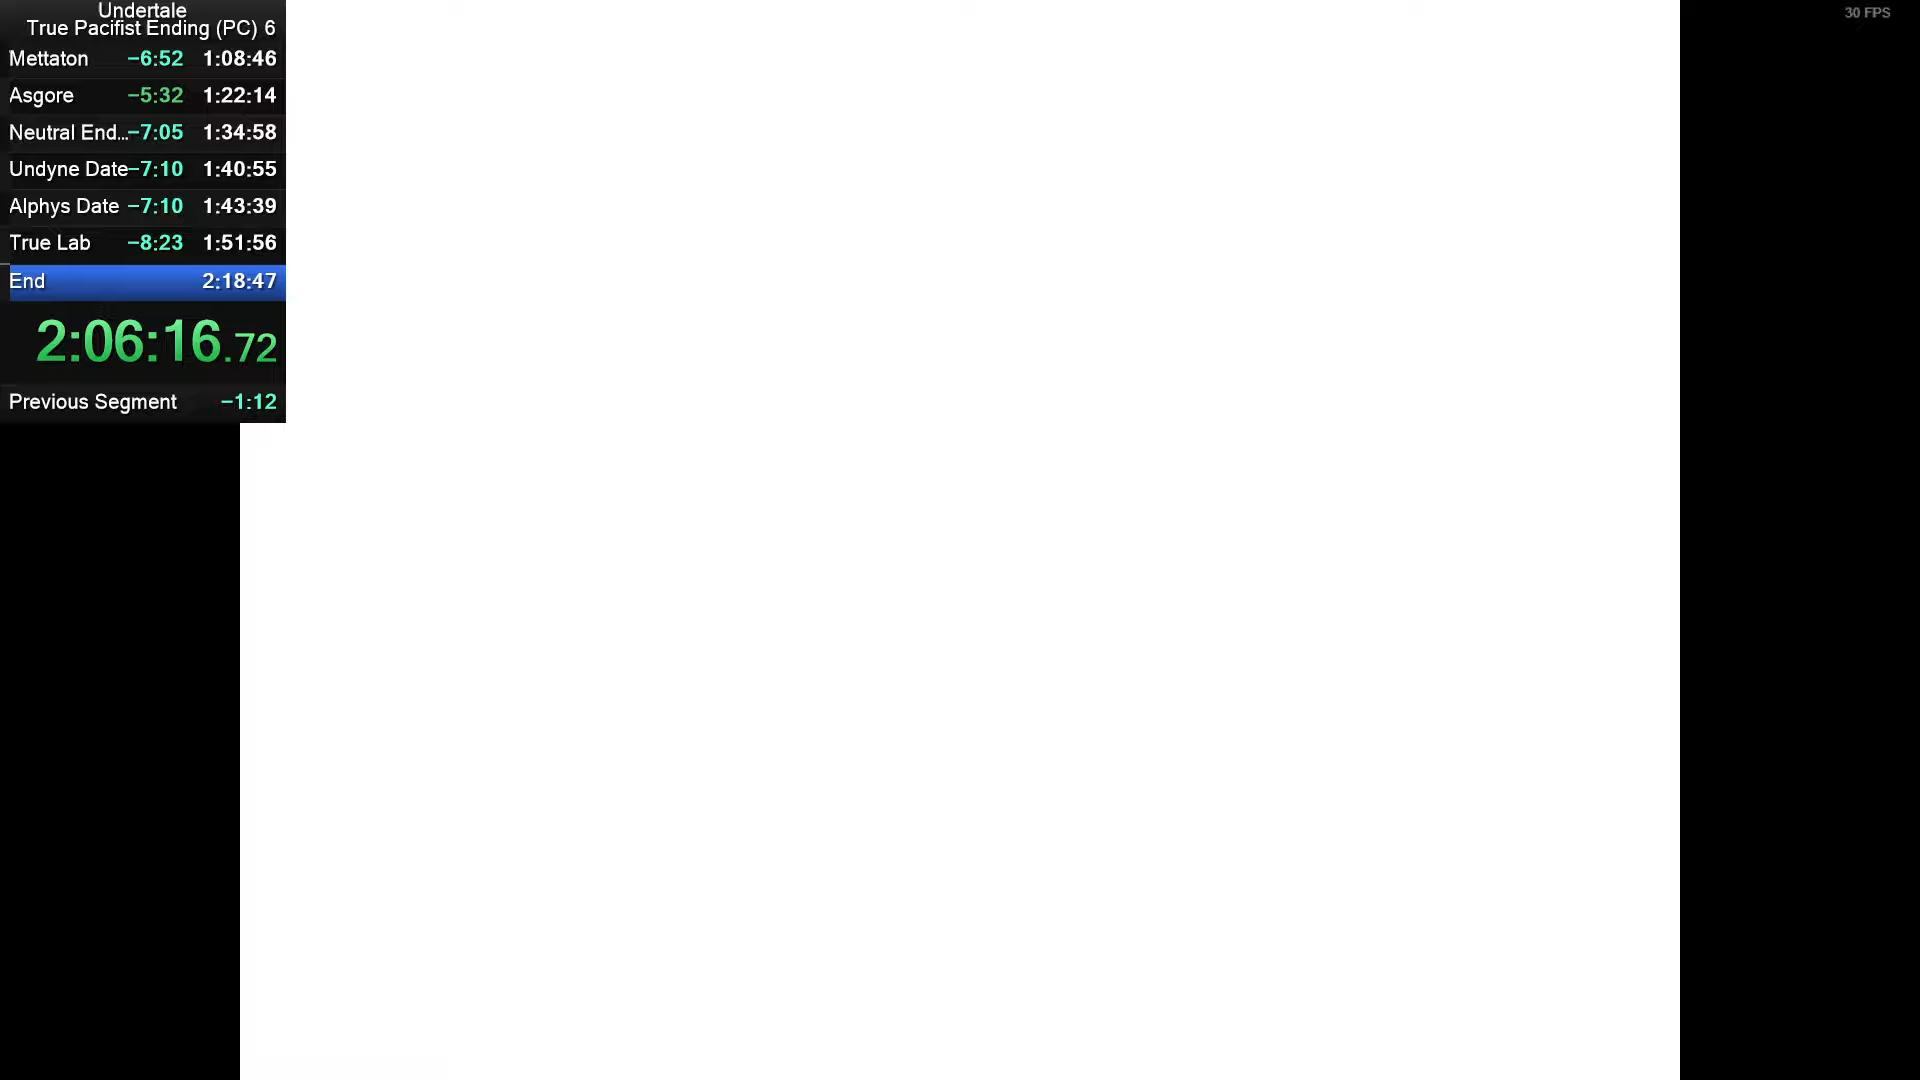 Undertale
True Pacifist Ending (PC) 6
Mettaton −6:52 1:08:46
Asgore −5:32 1:22:14
Neutral End... −7:05 1:34:58
Undyne Date −7:10 1:40:55
Alphys Date −7:10 1:43:39
True Lab −8:23 1:51:56
End 2:18:47
2:06:16.72
Previous Segment −1:12
30 FPS